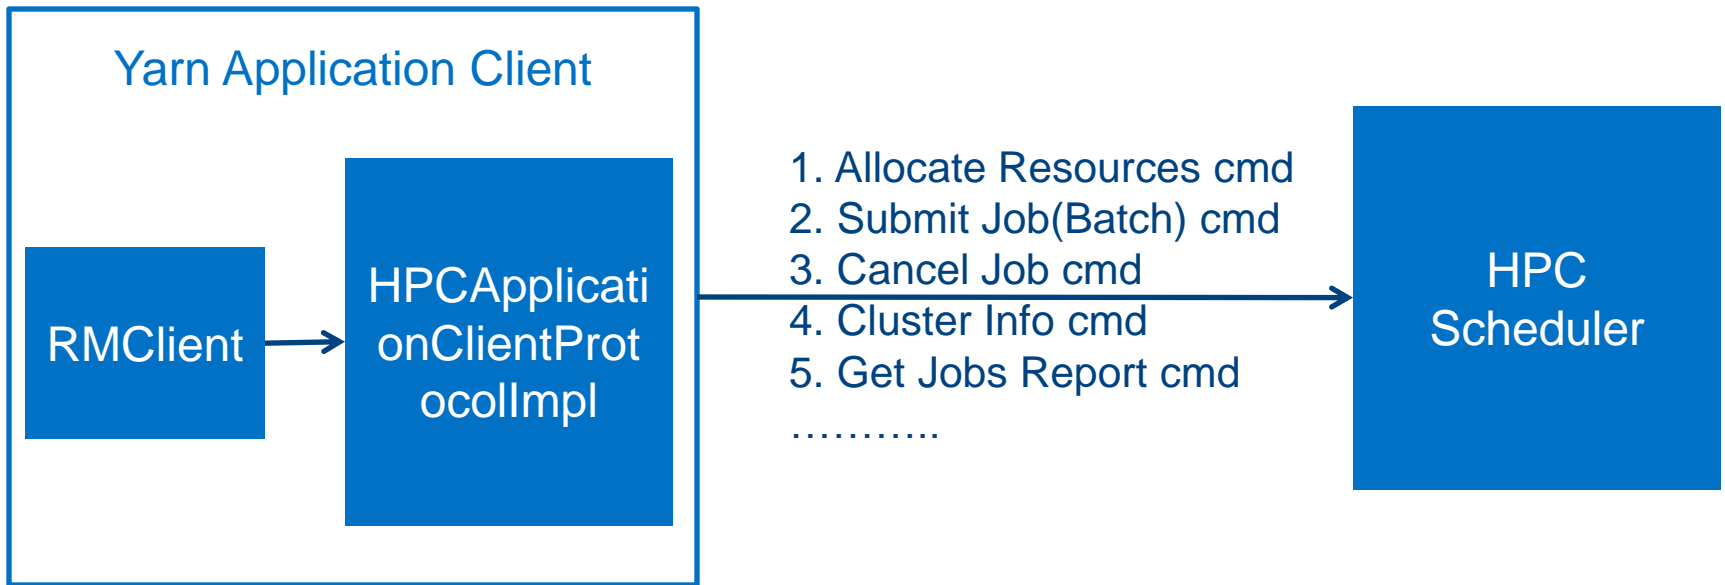 Yarn Application Client
RMClient
HPCApplicati
onClientProt
ocolImpl
1. Allocate Resources cmd
2. Submit Job(Batch) cmd
3. Cancel Job cmd
4. Cluster Info cmd
5. Get Jobs Report cmd
………...
HPC
Scheduler